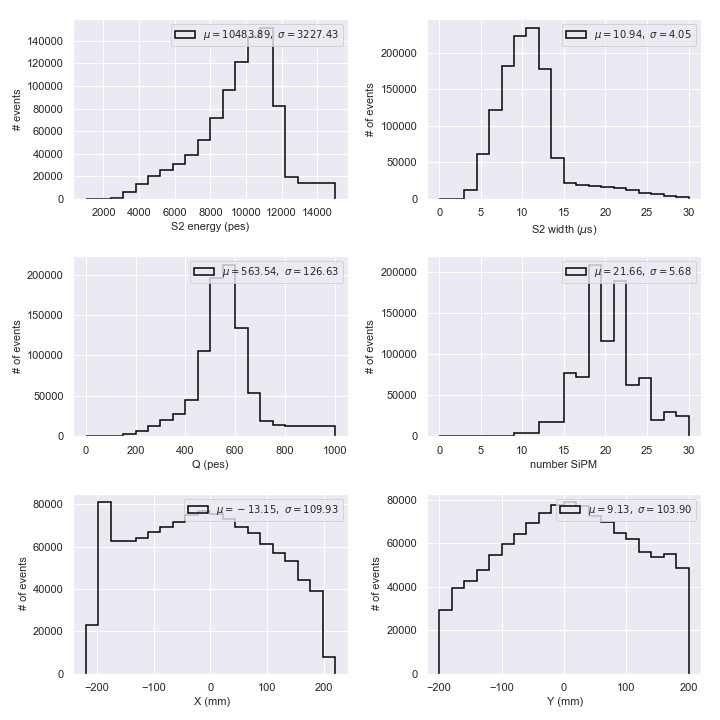 μ = 10483.89, σ = 3227.43
# events
140000
120000
100000
80000
60000
40000
20000
0
2000 4000 6000 8000 10000 12000 14000
S2 energy (pes)
μ = 10.94, σ = 4.05
# of events
200000
150000
100000
50000
0
0 5 10 15 20 25 30
S2 width (μs)
μ = 563.54, σ = 126.63
# of events
200000
150000
100000
50000
0
0 200 400 600 800 1000
Q (pes)
μ = 21.66, σ = 5.68
# of events
200000
150000
100000
50000
0
0 5 10 15 20 25 30
number SiPM
μ = −13.15, σ = 109.93
# of events
80000
60000
40000
20000
0
−200 −100 0 100 200
X (mm)
μ = 9.13, σ = 103.90
# of events
80000
60000
40000
20000
0
−200 −100 0 100 200
Y (mm)